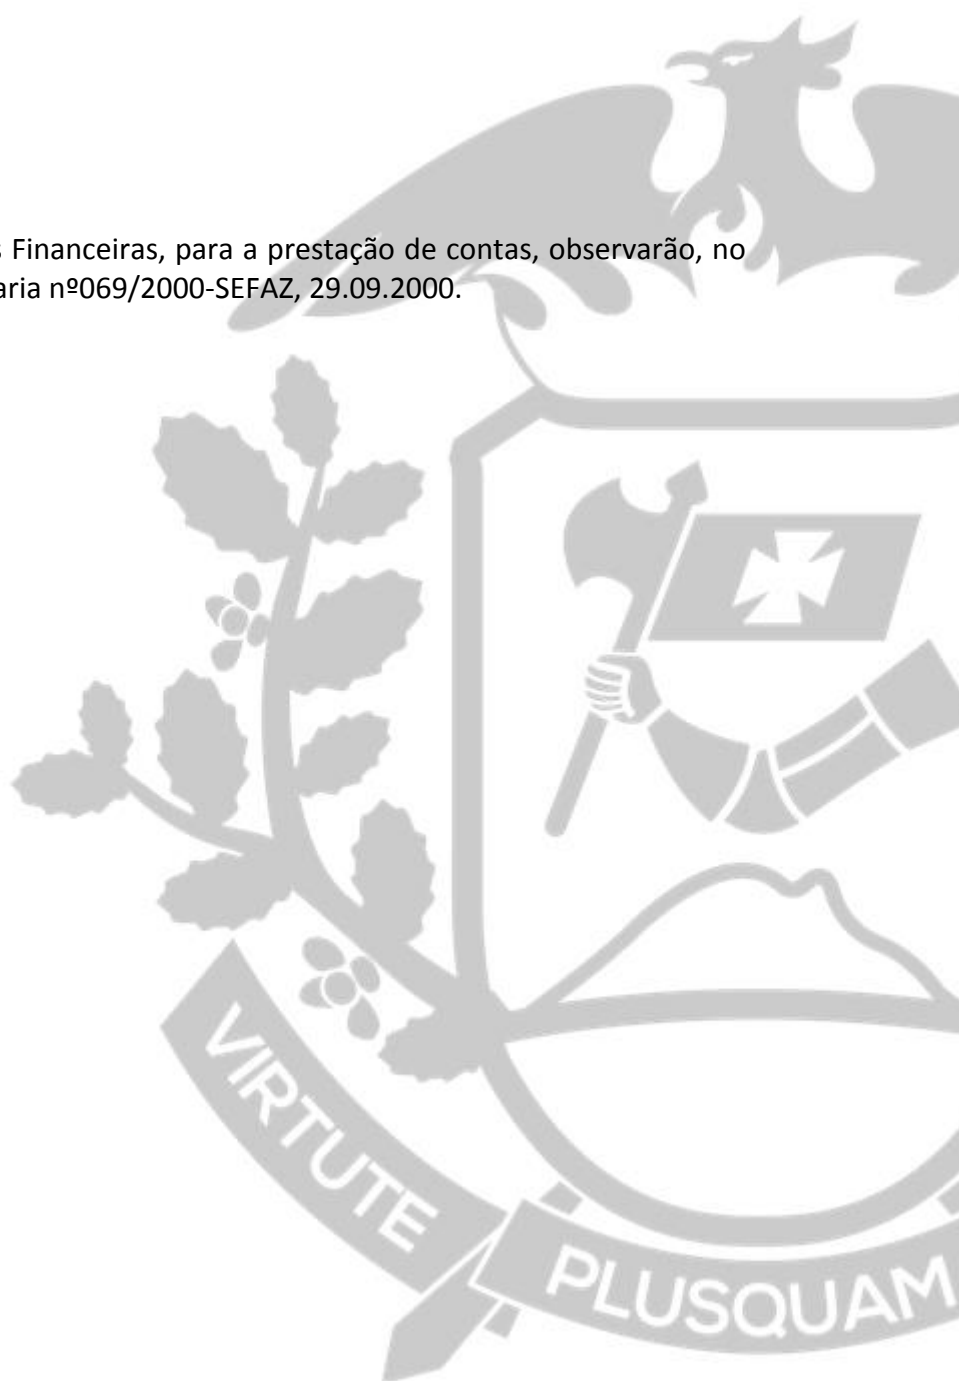 s Financeiras, para a prestação de contas, observarão, no
aria nº069/2000-SEFAZ, 29.09.2000.
VIRTUTE
PLUSQUAM